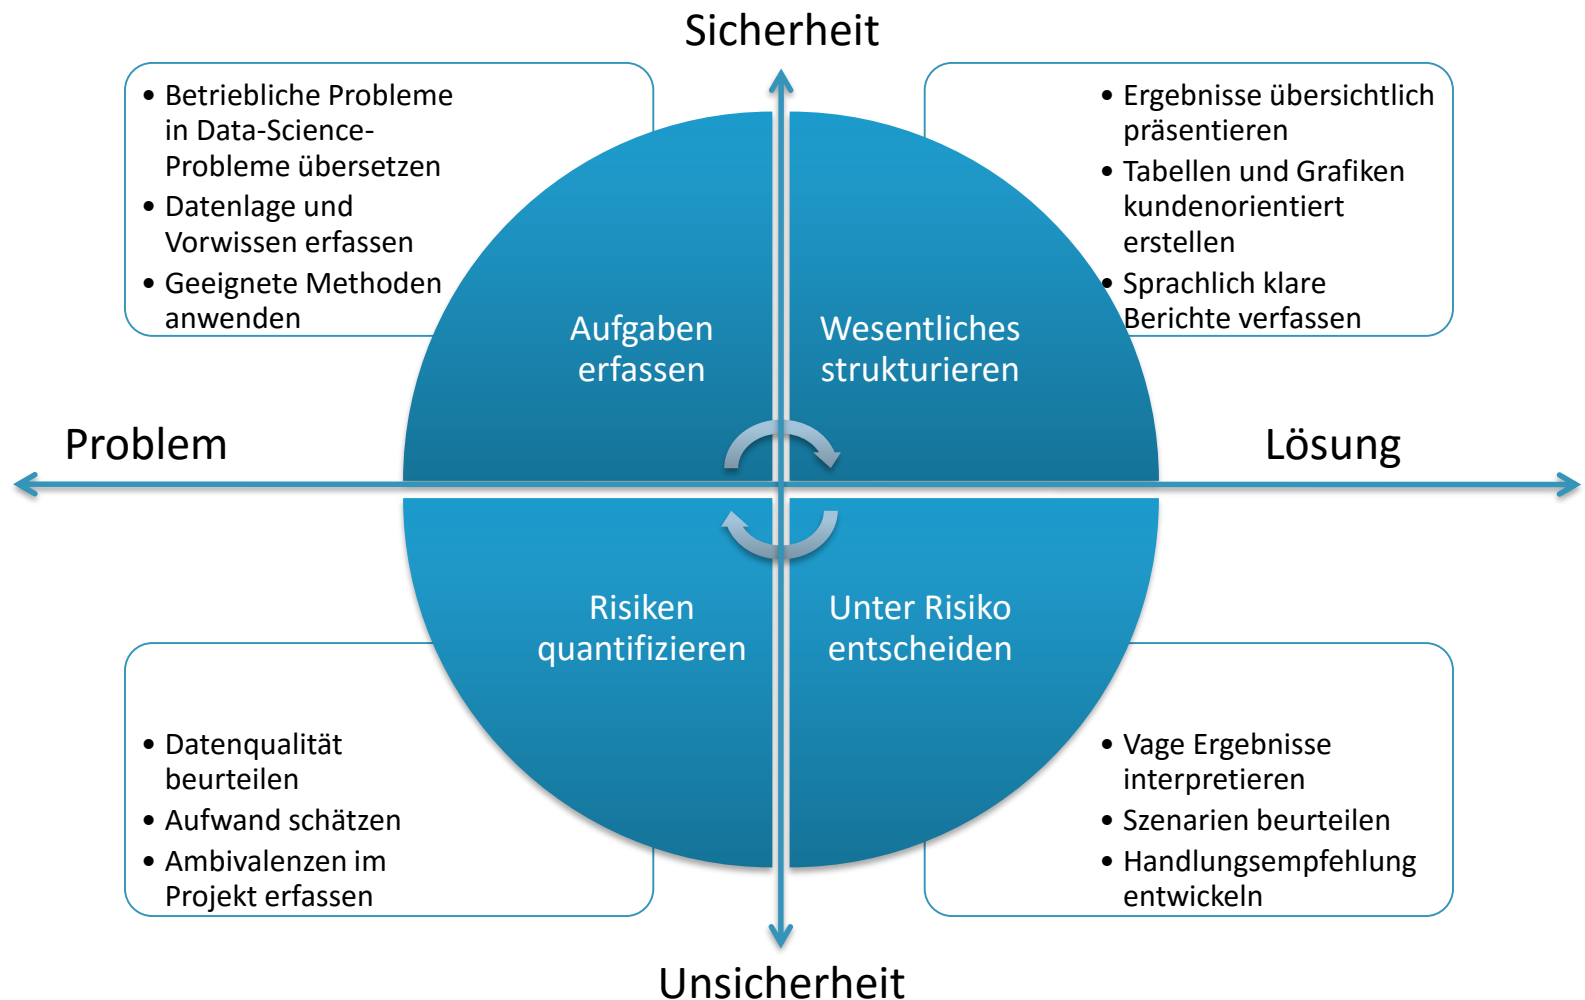 Sicherheit
• Betriebliche Probleme
in Data-Science-
Probleme übersetzen
• Datenlage und
Vorwissen erfassen
• Geeignete Methoden
anwenden
• Ergebnisse übersichtlich
präsentieren
• Tabellen und Grafiken
kundenorientiert
erstellen
• Sprachlich klare
Berichte verfassen
Aufgaben
erfassen
Wesentliches
strukturieren
Problem
Lösung
Risiken
quantifizieren
Unter Risiko
entscheiden
• Datenqualität
beurteilen
• Aufwand schätzen
• Ambivalenzen im
Projekt erfassen
• Vage Ergebnisse
interpretieren
• Szenarien beurteilen
• Handlungsempfehlung
entwickeln
Unsicherheit